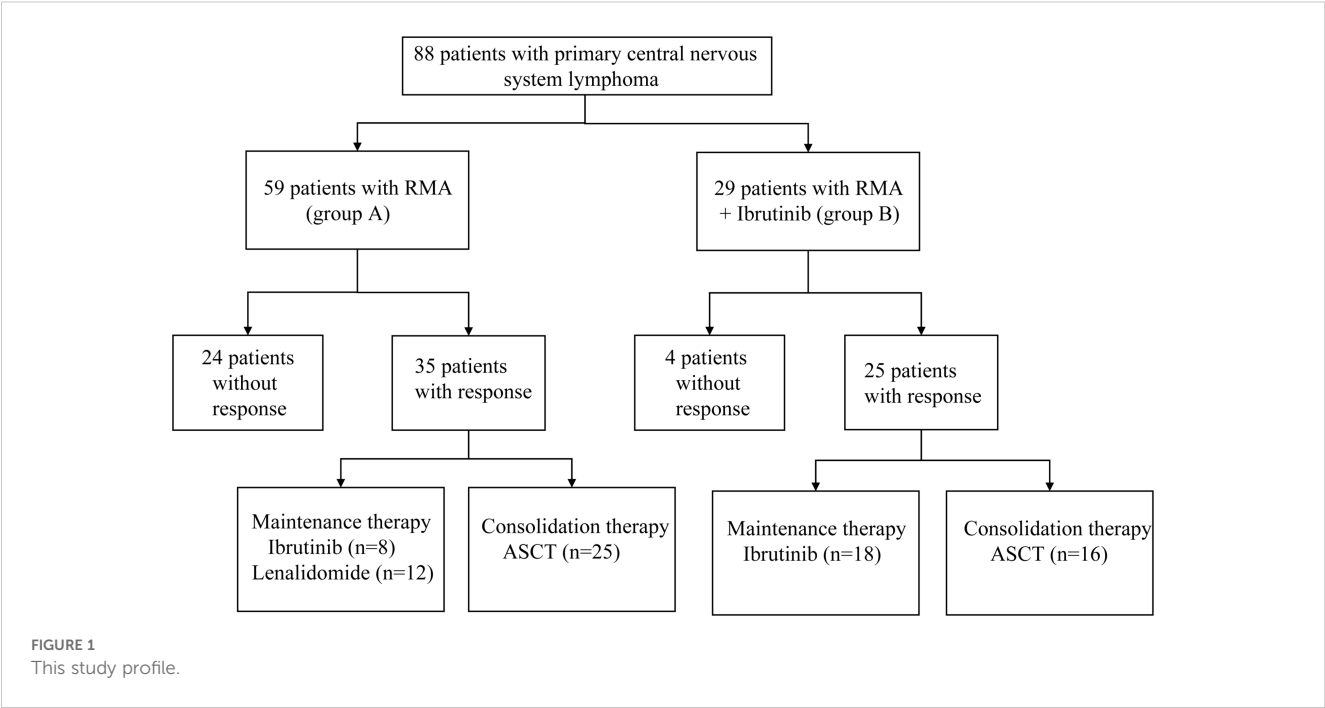 88 patients with primary central nervous
system lymphoma
59 patients with RMA
(group A)
29 patients with RMA
+ Ibrutinib (group B)
24 patients
without
response
35 patients
with response
4 patients
without
response
25 patients
with response
Maintenance therapy
Ibrutinib (n=8)
Lenalidomide (n=12)
Consolidation therapy
ASCT (n=25)
Maintenance therapy
Ibrutinib (n=18)
Consolidation therapy
ASCT (n=16)
FIGURE 1
This study profile.